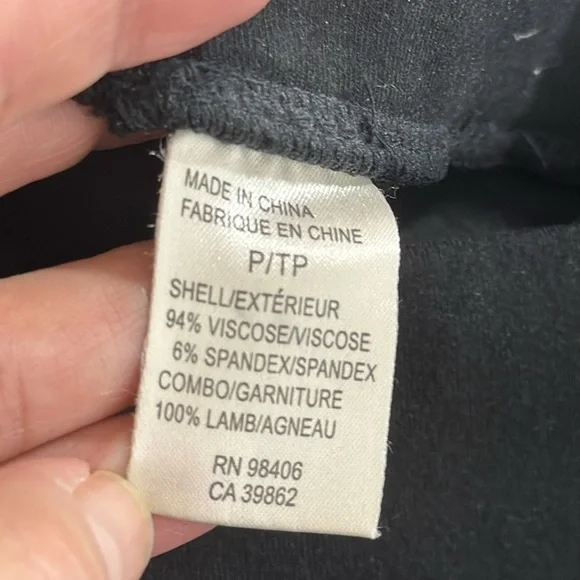 MADE IN CHINA
FABRIQUE EN CHINE
P/TP
SHELL/EXTÉRIEUR
94% VISCOSE/VISCOSE
6% SPANDEX/SPANDEX
COMBO/GARNITURE
100% LAMB/AGNEAU
RN 98406
CA 39862